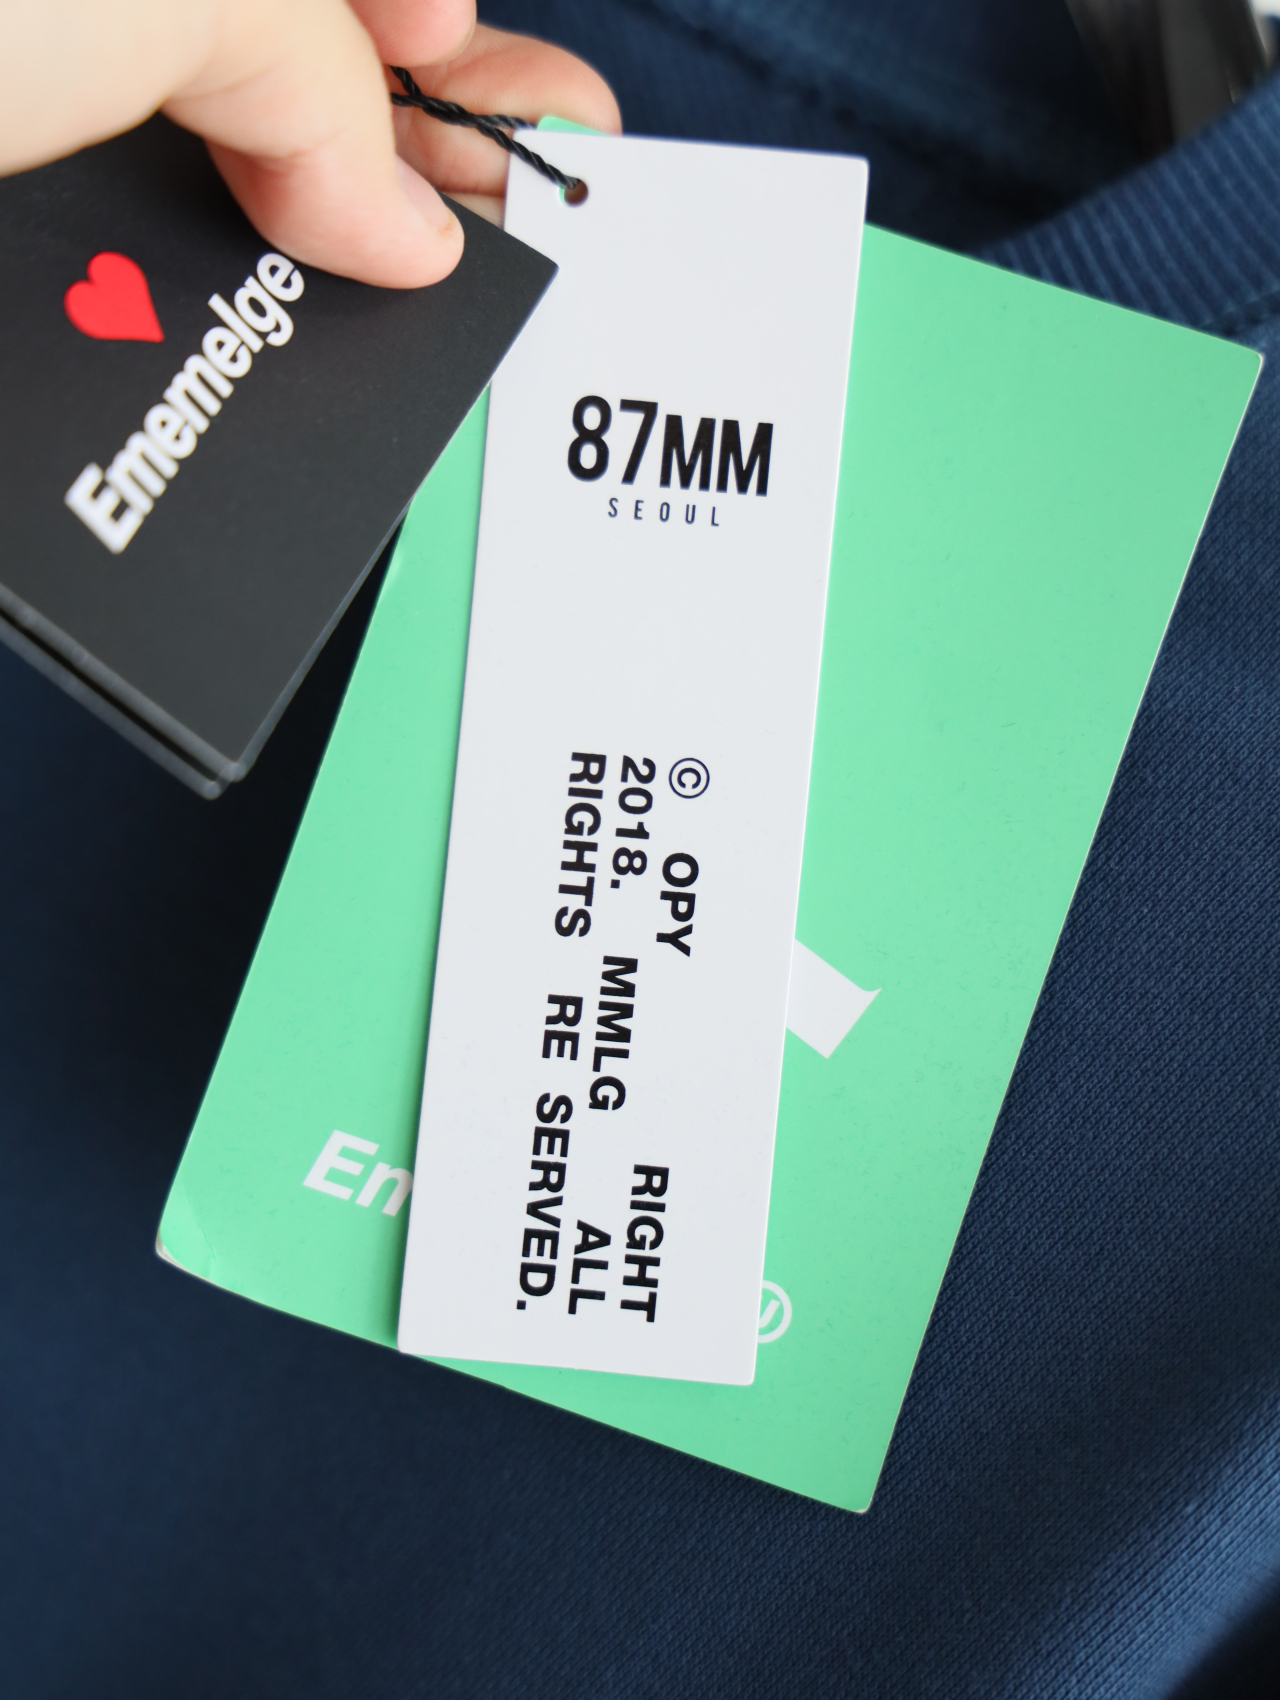 Ememelge
87MM
SEOUL
© OPY RIGHT
2018. MMLG ALL
RIGHTS RE SERVED.
Em